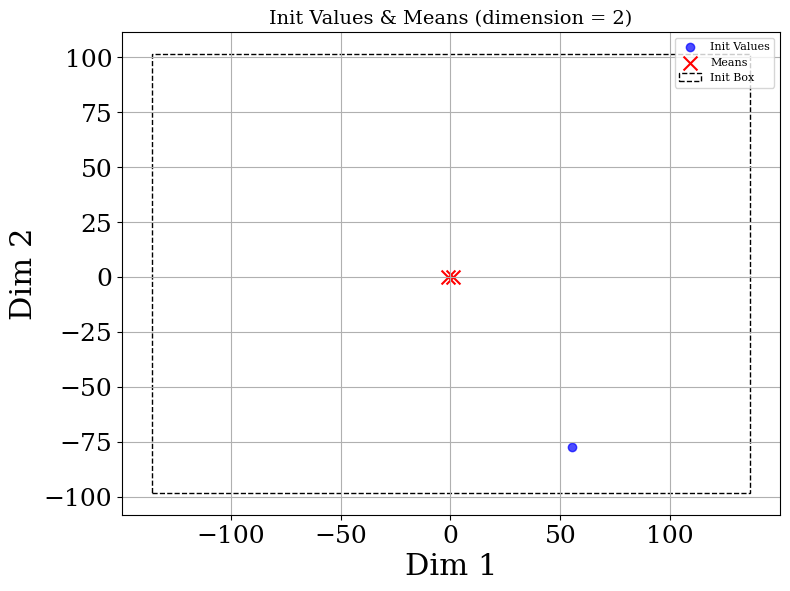 Init Values & Means (dimension = 2)
Init Values
Means
Init Box
100
75
50
25
0
−25
−50
−75
−100
Dim 2
−100
−50
0
50
100
Dim 1